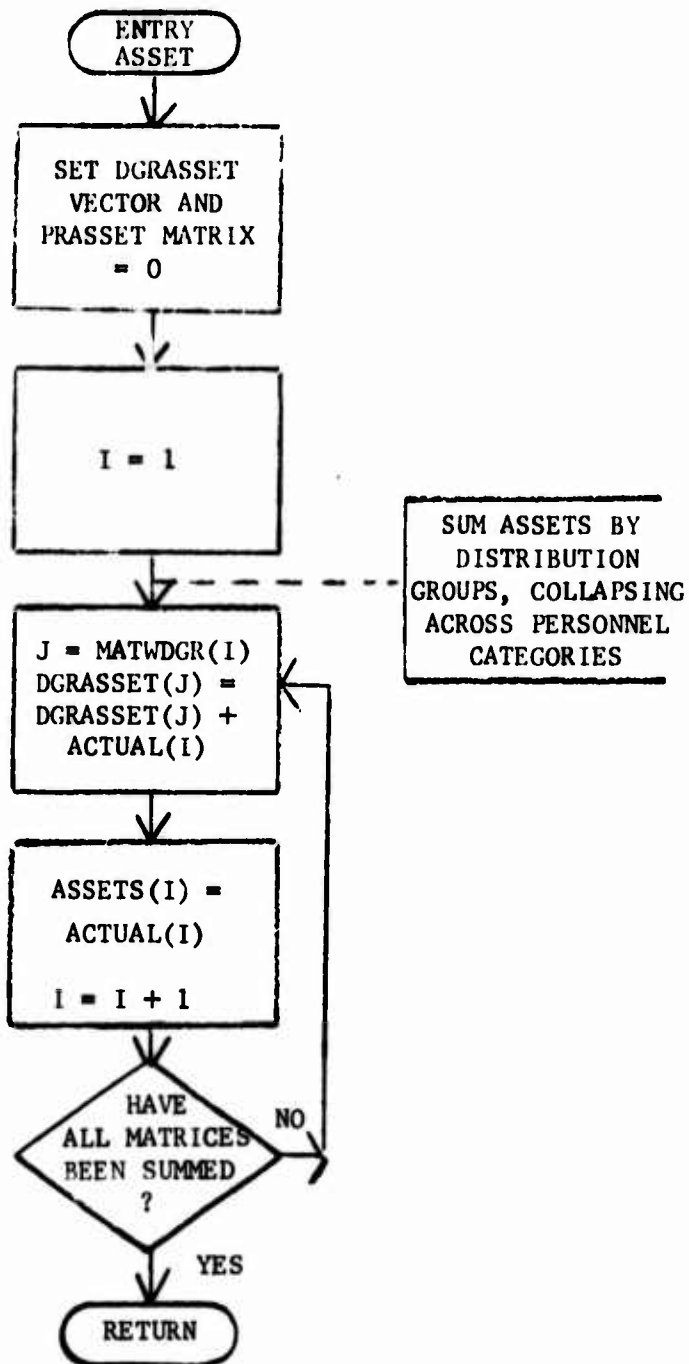 ENTRY
ASSET
SET DGRASSET
VECTOR AND
PRASSET MATRIX
= 0
I = 1
SUM ASSETS BY
DISTRIBUTION
GROUPS, COLLAPSING
ACROSS PERSONNEL
CATEGORIES
J = MATWDGR(I)
DGRASSET(J) =
DGRASSET(J) +
ACTUAL(I)
ASSETS(I) =
ACTUAL(I)
I = I + 1
HAVE
ALL MATRICES
BEEN SUMMED
?
NO
YES
RETURN